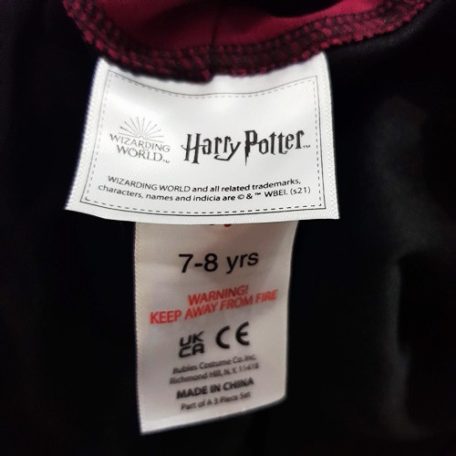 WIZARDING
WORLD™
Harry Potter™
WIZARDING WORLD and all related trademarks,
characters, names and indicia are © & ™ WBEI. (s21)
7-8 yrs
WARNING!
KEEP AWAY FROM FIRE
UK
CA CE
Rubies Costume Co.Inc.
Richmond Hill, N.Y. 11418
MADE IN CHINA
Part of A 3 Piece Set